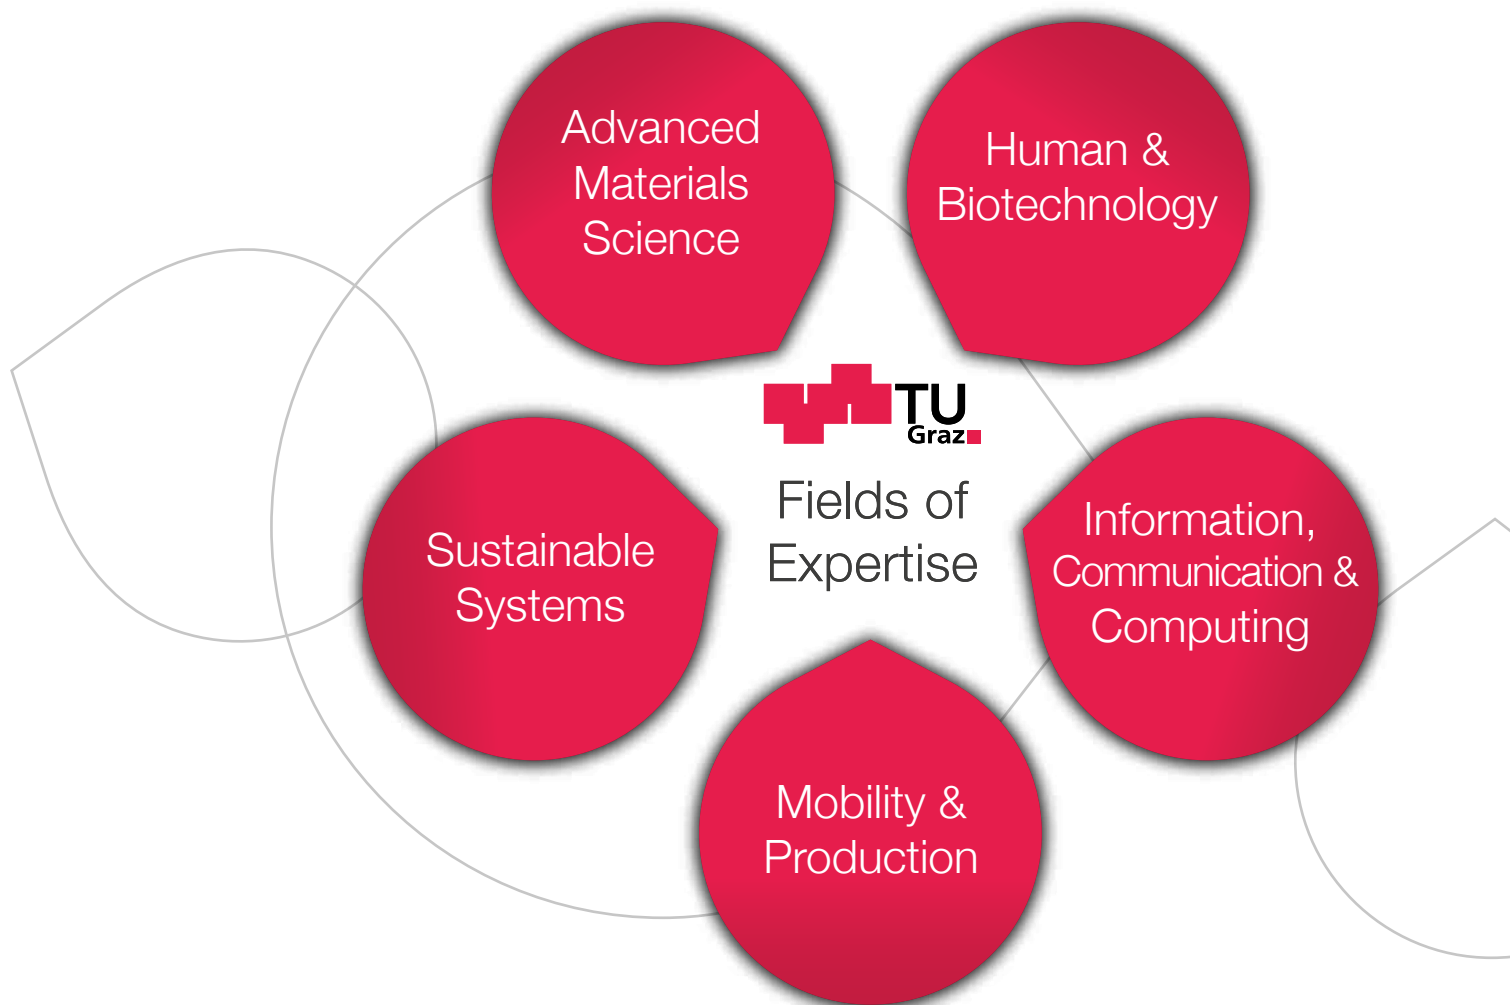 Advanced
Materials
Science
Human &
Biotechnology
TU
Graz
Fields of
Expertise
Sustainable
Systems
Information,
Communication &
Computing
Mobility &
Production